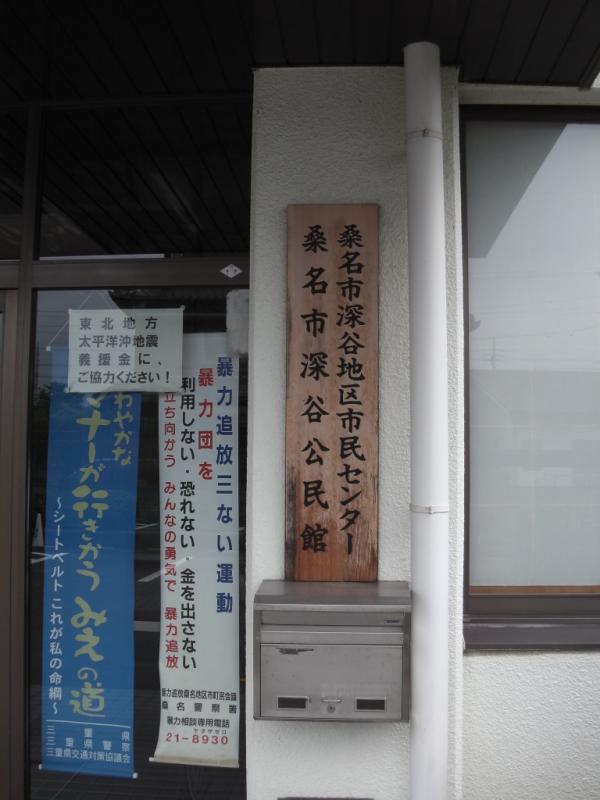 桑名市深谷地区市民センター
桑名市深谷公民館
東北地方
太平洋沖地震
義援金に、
ご協力ください!
暴力追放三ない運動
暴力団を
利用しない・恐れない・金を出さない
立ち向かう みんなの勇気で 暴力追放
暴力追放桑名地区市町民会議
桑名警察署
暴力相談専用電話
ヤクザゼロ
21-8930
わやかな
マナーが行きかうみえの道
~シートベルト これが私の命綱~
三重県
三重県警察
三重県交通対策協議会